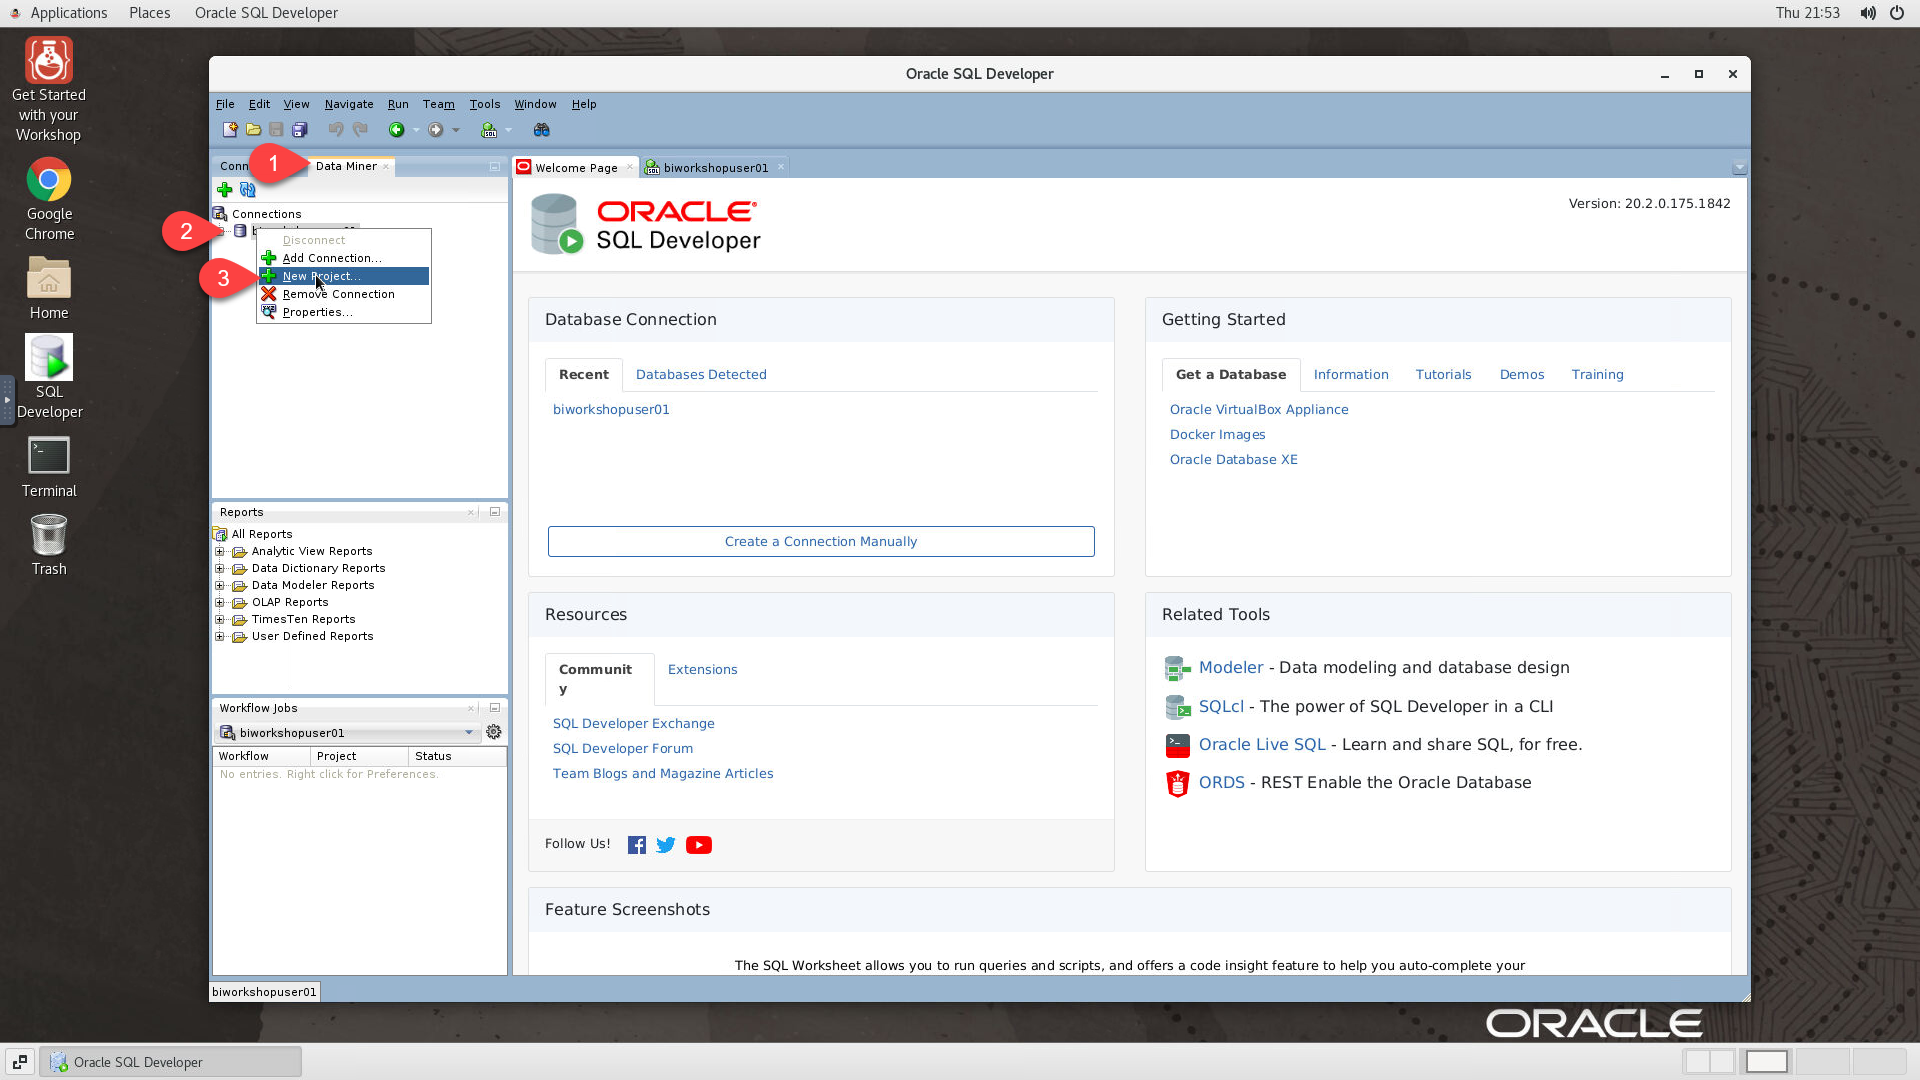 Applications Places Oracle SQL Developer Thu 21:53
Get Started
with your
Workshop
Google
Chrome
Home
SQL
Developer
Terminal
Trash
Oracle SQL Developer
File Edit View Navigate Run Team Tools Window Help
1
2
3
Conn
Data Miner
Connections
Disconnect
Add Connection...
New Project...
Remove Connection
Properties...
Reports
All Reports
Analytic View Reports
Data Dictionary Reports
Data Modeler Reports
OLAP Reports
TimesTen Reports
User Defined Reports
Workflow Jobs
biworkshopuser01
Workflow Project Status
No entries. Right click for Preferences.
Welcome Page biworkshopuser01
ORACLE
SQL Developer
Version: 20.2.0.175.1842
Database Connection
Recent Databases Detected
biworkshopuser01
Create a Connection Manually
Getting Started
Get a Database Information Tutorials Demos Training
Oracle VirtualBox Appliance
Docker Images
Oracle Database XE
Resources
Communit
y
Extensions
SQL Developer Exchange
SQL Developer Forum
Team Blogs and Magazine Articles
Follow Us!
Related Tools
Modeler - Data modeling and database design
SQLcl - The power of SQL Developer in a CLI
Oracle Live SQL - Learn and share SQL, for free.
ORDS - REST Enable the Oracle Database
Feature Screenshots
The SQL Worksheet allows you to run queries and scripts, and offers a code insight feature to help you auto-complete your
biworkshopuser01
ORACLE
Oracle SQL Developer